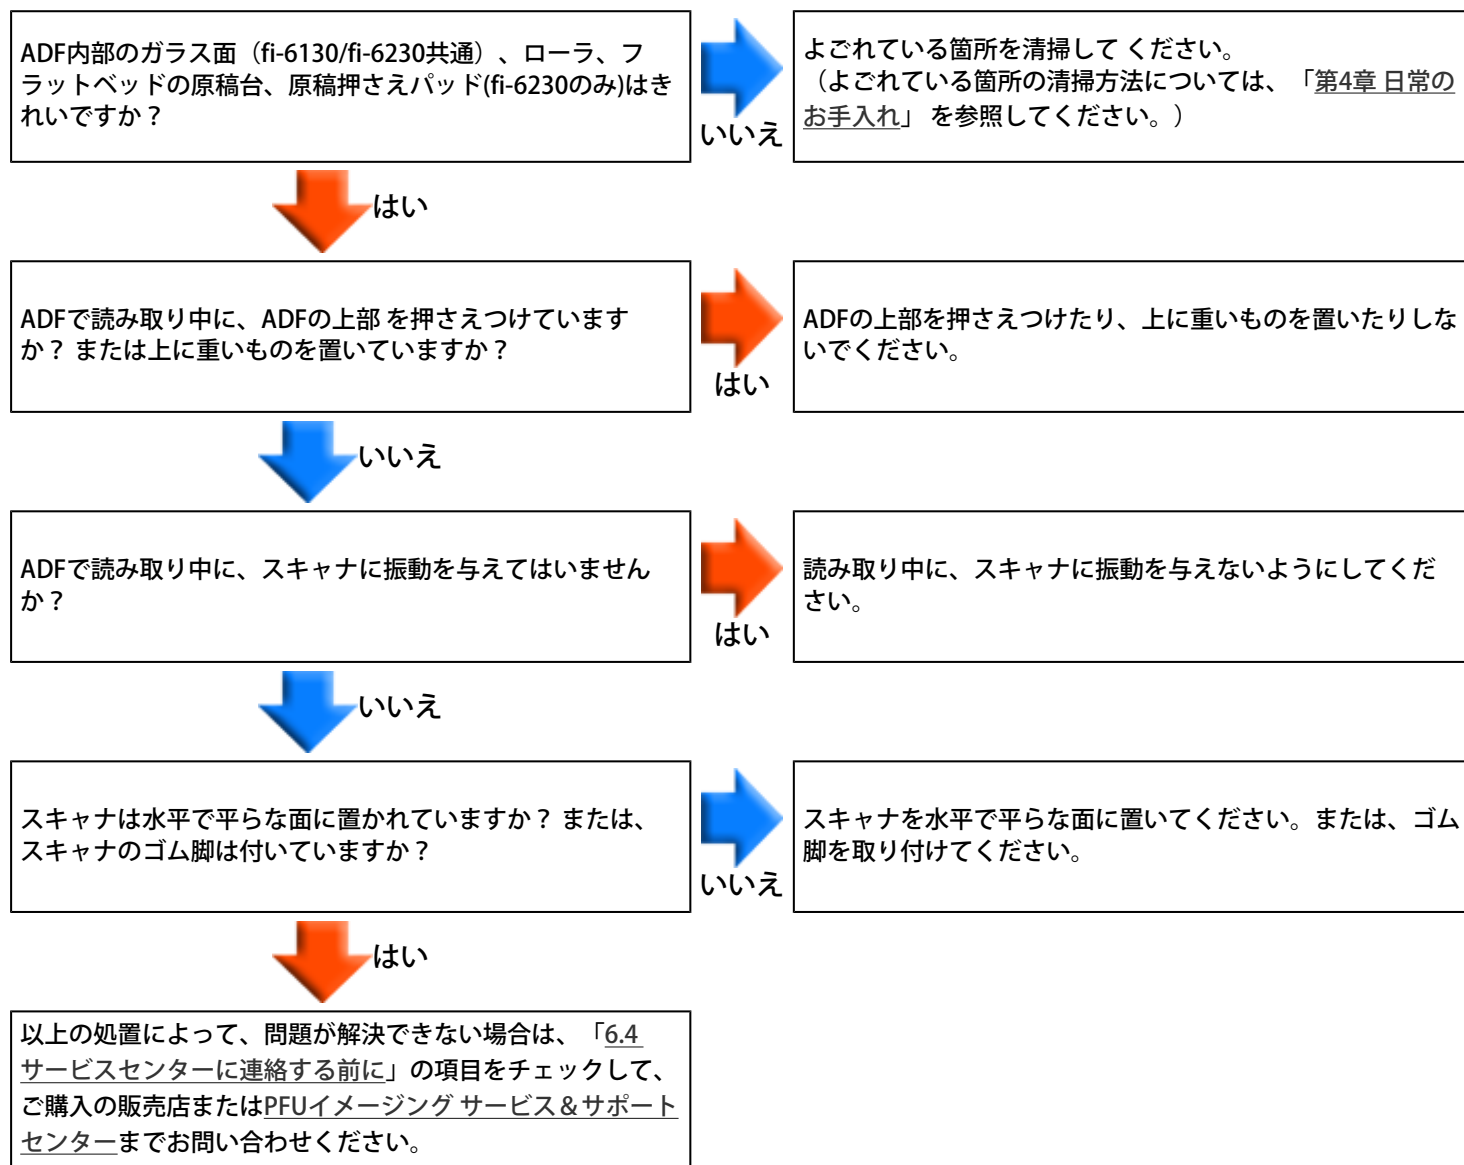 ADF内部のガラス面（fi-6130/fi-6230共通）、ローラ、フ
ラットベッドの原稿台、原稿押さえパッド(fi-6230のみ)はき
れいですか？
いいえ
よごれている箇所を清掃して ください。
（よごれている箇所の清掃方法については、「第4章 日常の
お手入れ」 を参照してください。）
はい
ADFで読み取り中に、ADFの上部 を押さえつけています
か？ または上に重いものを置いていますか？
はい
ADFの上部を押さえつけたり、上に重いものを置いたりしな
いでください。
いいえ
ADFで読み取り中に、スキャナに振動を与えてはいません
か？
はい
読み取り中に、スキャナに振動を与えないようにしてくだ
さい。
いいえ
スキャナは水平で平らな面に置かれていますか？ または、
スキャナのゴム脚は付いていますか？
いいえ
スキャナを水平で平らな面に置いてください。または、ゴム
脚を取り付けてください。
はい
以上の処置によって、問題が解決できない場合は、「6.4
サービスセンターに連絡する前に」の項目をチェックして、
ご購入の販売店またはPFUイメージング サービス＆サポート
センターまでお問い合わせください。